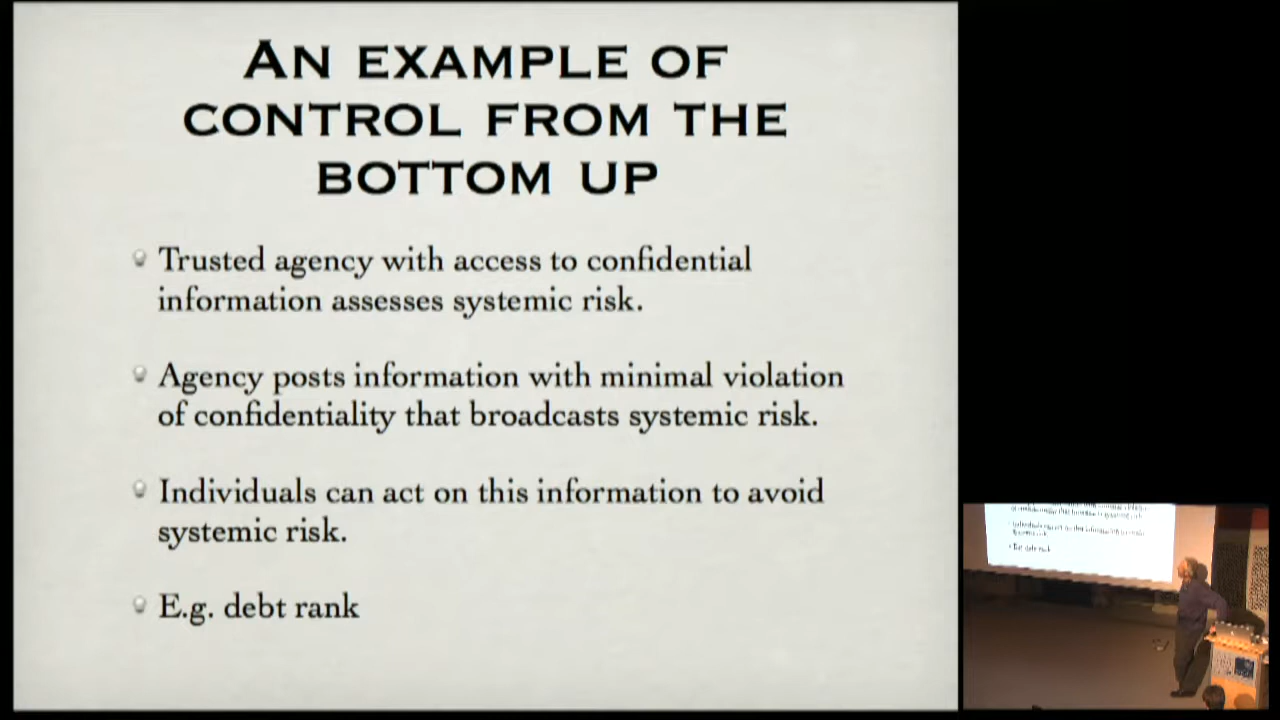 AN EXAMPLE OF
CONTROL FROM THE
BOTTOM UP
Trusted agency with access to confidential
information assesses systemic risk.
Agency posts information with minimal violation
of confidentiality that broadcasts systemic risk.
Individuals can act on this information to avoid
systemic risk.
E.g. debt rank